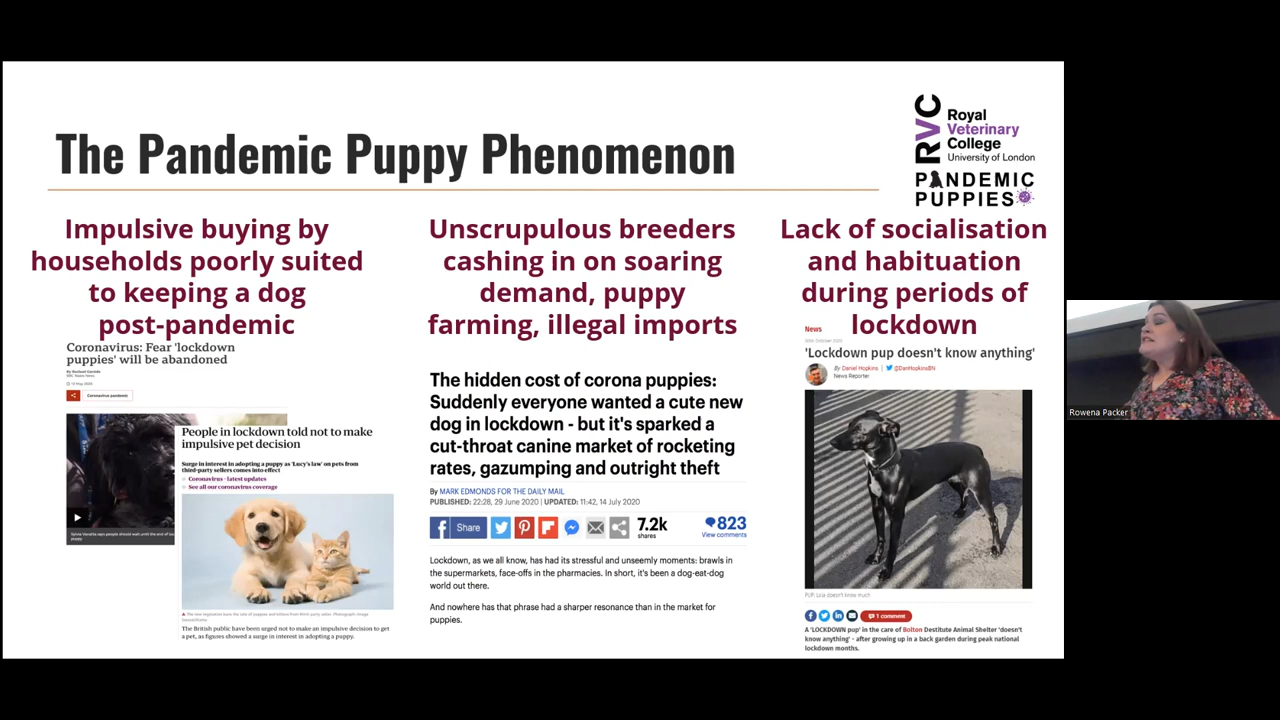 The Pandemic Puppy Phenomenon
RVC
Royal
Veterinary
College
University of London
PANDEMIC
PUPPIES
Impulsive buying by
households poorly suited
to keeping a dog
post-pandemic
Coronavirus: Fear 'lockdown
puppies' will be abandoned
12 May 2020
Coronavirus pandemic
People in lockdown told not to make
impulsive pet decision
Surge in interest in adopting a puppy as 'Lucy's law' on pets from
third-party sellers comes into effect
Coronavirus - latest updates
See all our coronavirus coverage
The British public have been urged not to make an impulsive decision to get
a pet, as figures showed a surge in interest in adopting a puppy.
Unscrupulous breeders
cashing in on soaring
demand, puppy
farming, illegal imports
The hidden cost of corona puppies:
Suddenly everyone wanted a cute new
dog in lockdown - but it's sparked a
cut-throat canine market of rocketing
rates, gazumping and outright theft
By MARK EDMONDS FOR THE DAILY MAIL
PUBLISHED: 22:28, 29 June 2020 | UPDATED: 11:42, 14 July 2020
Share
7.2k
shares
823
View comments
Lockdown, as we all know, has had its stressful and unseemly moments: brawls in
the supermarkets, face-offs in the pharmacies. In short, it's been a dog-eat-dog
world out there.
And nowhere has that phrase had a sharper resonance than in the market for
puppies.
Lack of socialisation
and habituation
during periods of
lockdown
News
'Lockdown pup doesn't know anything'
By Daniel Hopkins | @DanHopkinsBN
News Reporter
PUP: Luca doesn't know much
1 comment
A 'LOCKDOWN pup' in the care of Bolton Destitute Animal Shelter 'doesn't
know anything' - after growing up in a back garden during peak national
lockdown months.
Rowena Packer